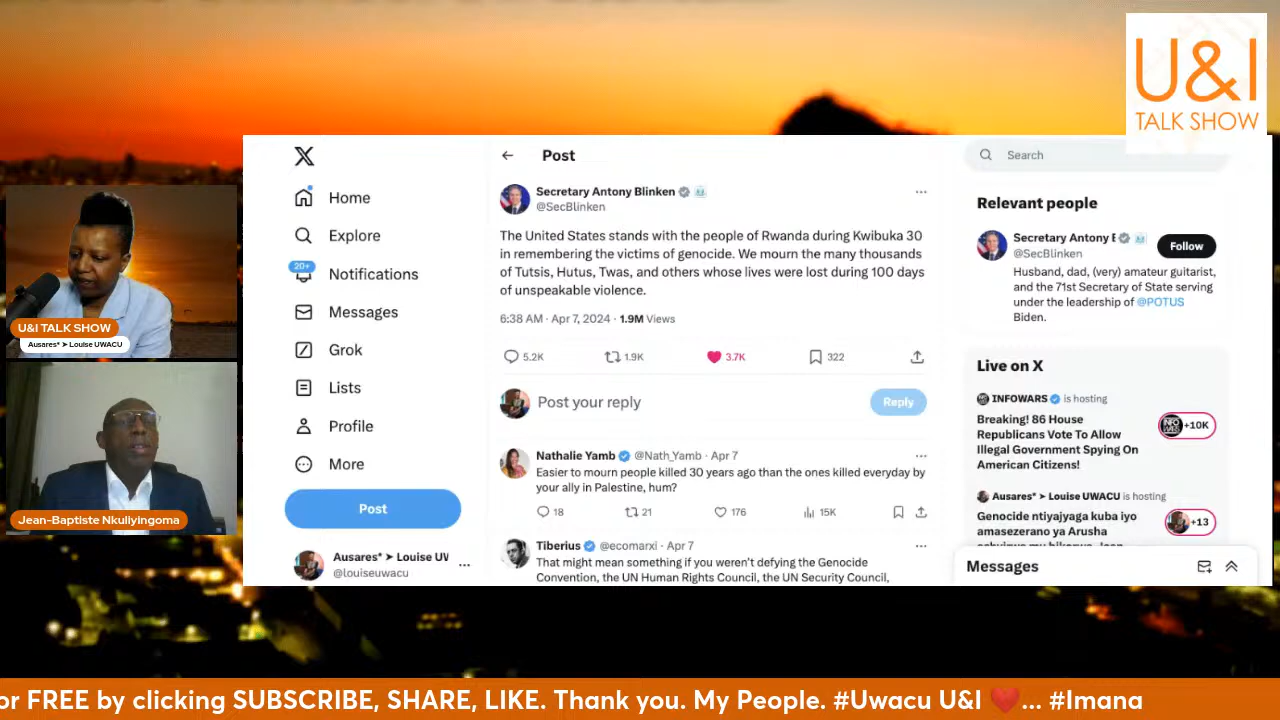 U&I
TALK SHOW
Home
Explore
20+
Notifications
Messages
Grok
Lists
Profile
More
Post
Ausares* ➤ Louise UW
@louiseuwacu
Post
Secretary Antony Blinken
@SecBlinken
The United States stands with the people of Rwanda during Kwibuka 30
in remembering the victims of genocide. We mourn the many thousands
of Tutsis, Hutus, Twas, and others whose lives were lost during 100 days
of unspeakable violence.
6:38 AM · Apr 7, 2024 · 1.9M Views
5.2K 1.9K 3.7K 322
Post your reply
Reply
Nathalie Yamb @Nath_Yamb · Apr 7
Easier to mourn people killed 30 years ago than the ones killed everyday by
your ally in Palestine, hum?
18 21 176 15K
Tiberius @ecomarxi · Apr 7
That might mean something if you weren't defying the Genocide
Convention, the UN Human Rights Council, the UN Security Council,
Search
Relevant people
Secretary Antony
@SecBlinken
Follow
Husband, dad, (very) amateur guitarist,
and the 71st Secretary of State serving
under the leadership of @POTUS
Biden.
Live on X
INFOWARS is hosting
Breaking! 86 House
Republicans Vote To Allow
Illegal Government Spying On
American Citizens!
+10K
Ausares* ➤ Louise UWACU is hosting
Genocide ntiyajyaga kuba iyo
amasezerano ya Arusha
+13
Messages
U&I TALK SHOW
Ausares* ➤ Louise UWACU
Jean-Baptiste Nkuliyingoma
or FREE by clicking SUBSCRIBE, SHARE, LIKE. Thank you. My People. #Uwacu U&I ❤️... #Imana